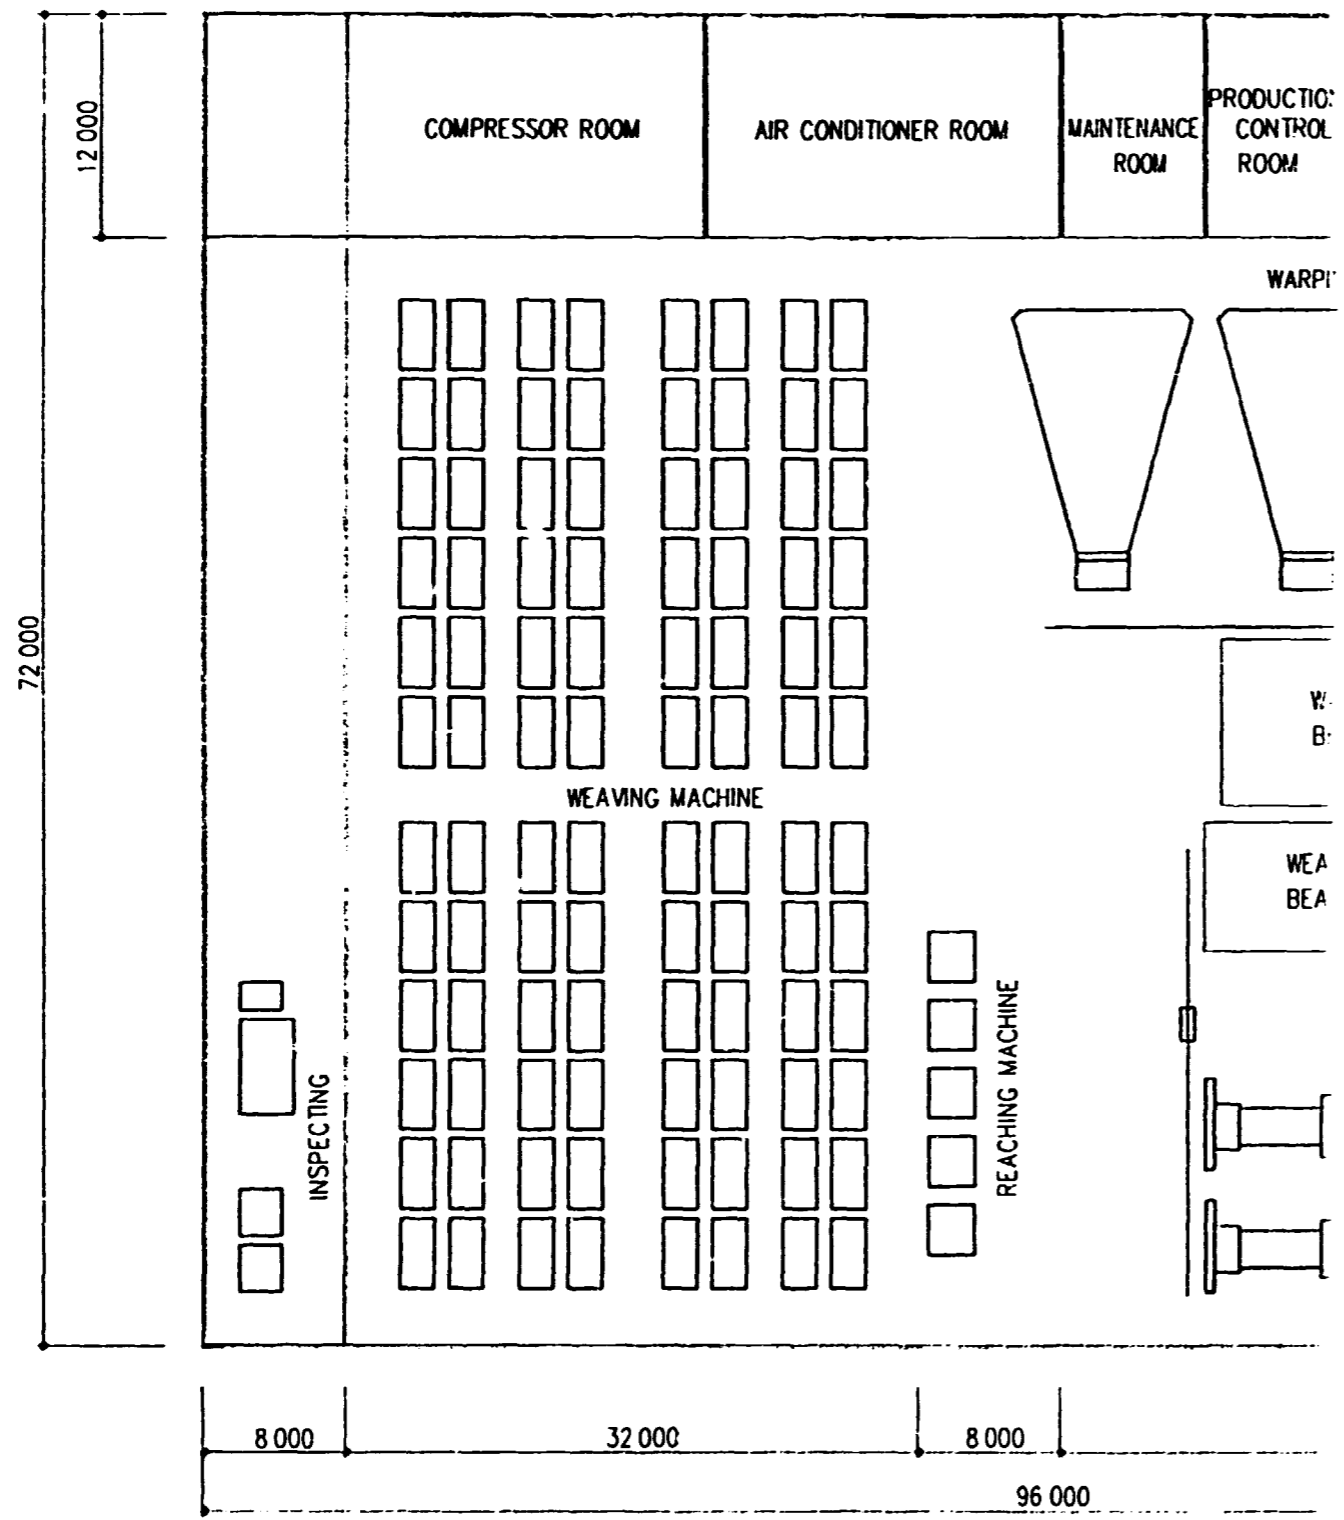 12 000
COMPRESSOR ROOM
AIR CONDITIONER ROOM
MAINTENANCE
ROOM
CONTROL
ROOM
72 000
WEAVING MACHINE
REACHING MACHINE
INSPECTING
8 000
32 000
8 000
96 000